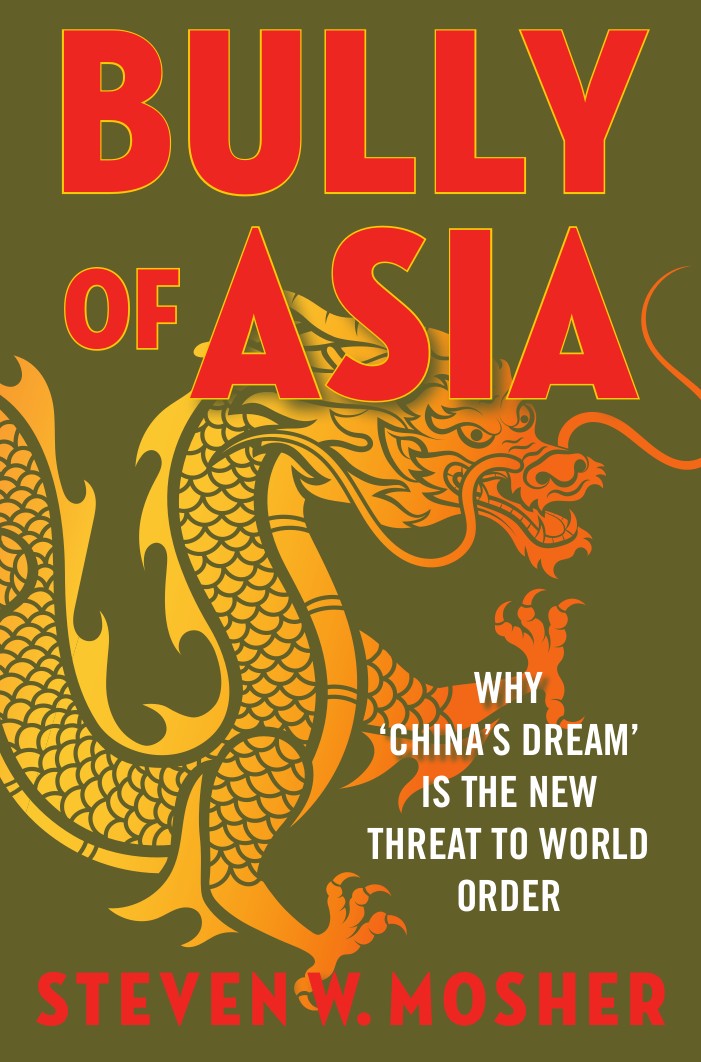 BULLY
OF ASIA
WHY
‘CHINA’S DREAM’
IS THE NEW
THREAT TO WORLD
ORDER
STEVEN W. MOSHER